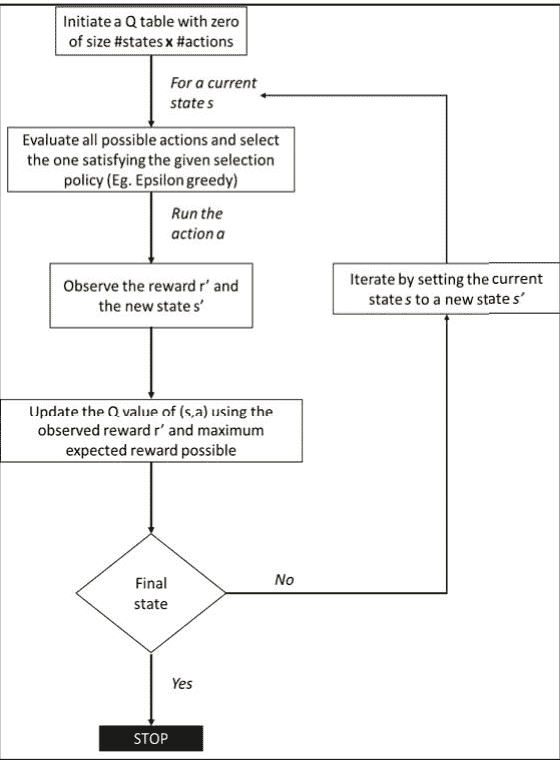 Initiate a Q table with zero
of size #states x #actions
For a current
state s
Evaluate all possible actions and select
the one satisfying the given selection
policy (Eg. Epsilon greedy)
Run the
action a
Observe the reward r’ and
the new state s’
Iterate by setting the current
state s to a new state s’
Update the Q value of (s,a) using the
observed reward r’ and maximum
expected reward possible
Final
state
No
Yes
STOP